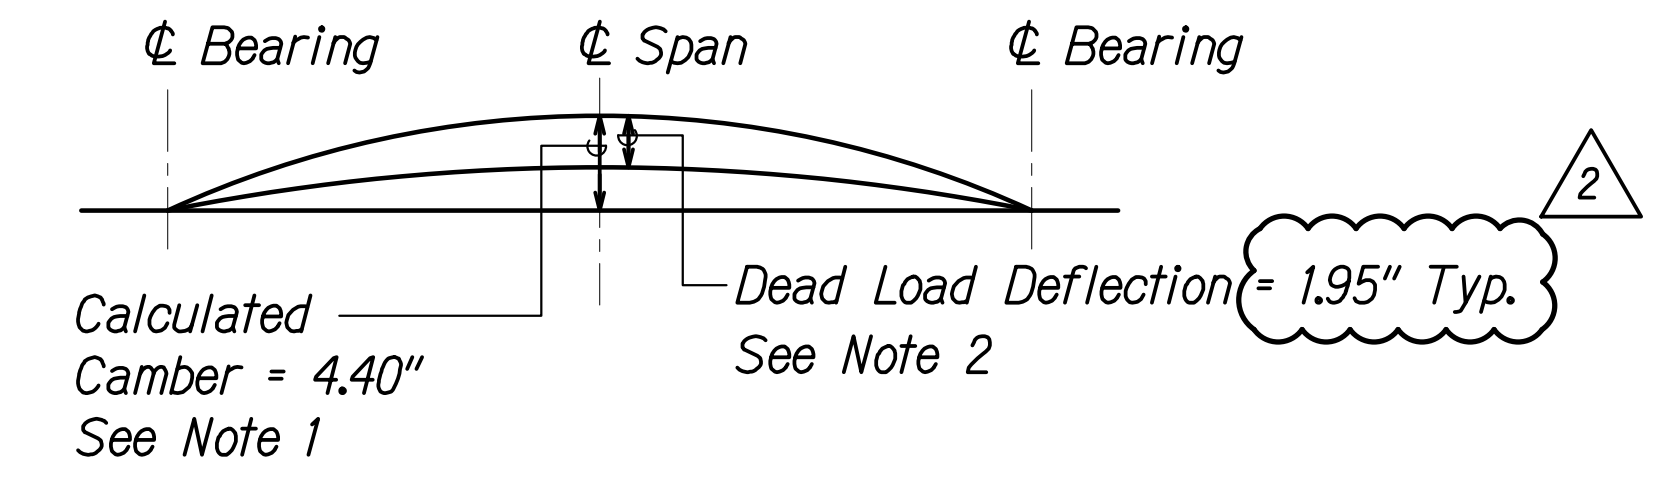 ℄ Bearing
℄ Span
℄ Bearing
2
Dead Load Deflection = 1.95" Typ.
See Note 2
Calculated
Camber = 4.40"
See Note 1